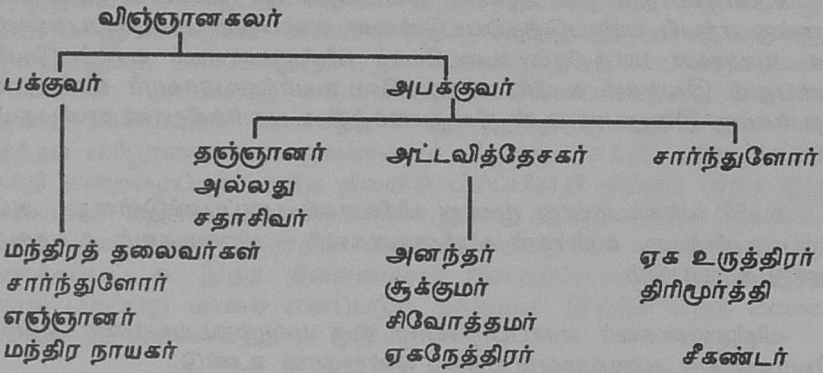 விஞ்ஞானகலர்
பக்குவர் அபக்குவர்
தஞ்ஞானர் அட்டவித்தேசகர் சார்ந்துளோர்
அல்லது
சதாசிவர்
மந்திரத் தலைவர்கள் அனந்தர் ஏக உருத்திரர்
சார்ந்துளோர் சூக்குமர் திரிமூர்த்தி
எஞ்ஞானர் சிவோத்தமர்
மந்திர நாயகர் ஏகநேத்திரர் சீகண்டர்